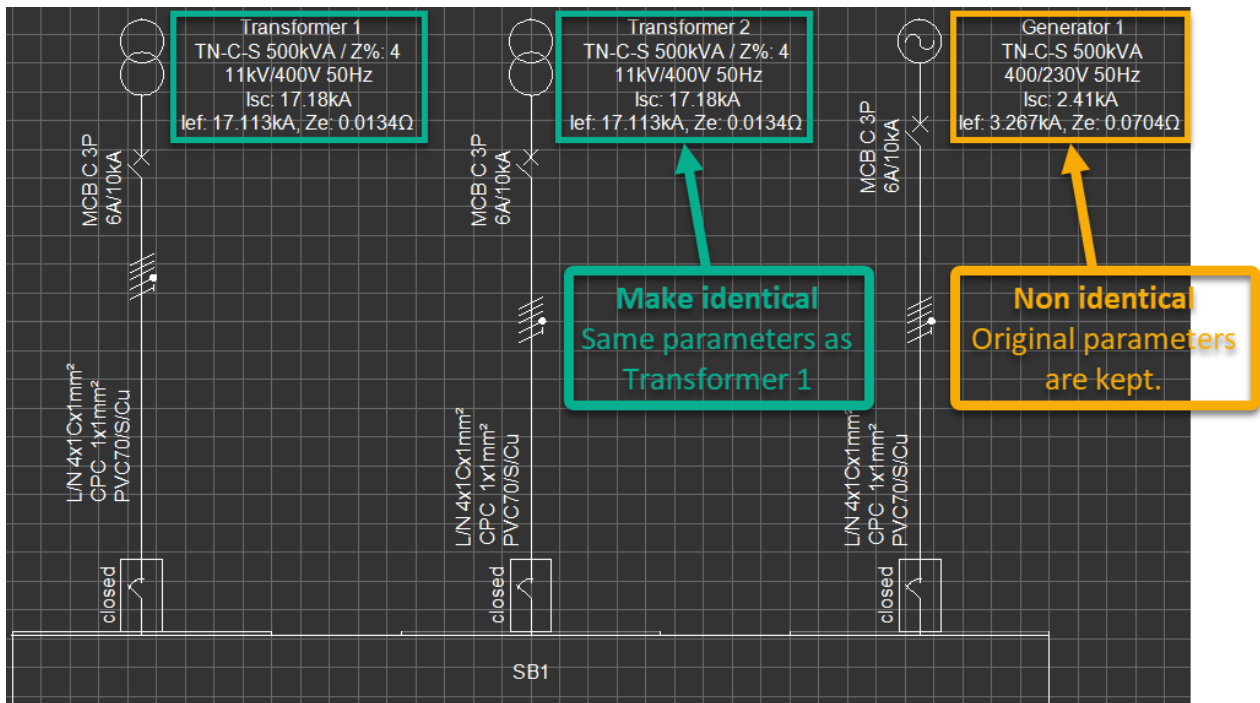 Transformer 1
TN-C-S 500kVA / Z%: 4
11kV/400V 50Hz
Isc: 17.18kA
Ief: 17.113kA, Ze: 0.0134Ω
Transformer 2
TN-C-S 500kVA / Z%: 4
11kV/400V 50Hz
Isc: 17.18kA
Ief: 17.113kA, Ze: 0.0134Ω
Generator 1
TN-C-S 500kVA
400/230V 50Hz
Isc: 2.41kA
Ief: 3.267kA, Ze: 0.0704Ω
MCB C 3P
6A/10kA
MCB C 3P
6A/10kA
MCB C 3P
6A/10kA
Make identical
Same parameters as
Transformer 1
Non identical
Original parameters
are kept.
L/N 4x1Cx1mm²
CPC 1x1mm²
PVC70/S/Cu
L/N 4x1Cx1mm²
CPC 1x1mm²
PVC70/S/Cu
L/N 4x1Cx1mm²
CPC 1x1mm²
PVC70/S/Cu
closed
closed
closed
SB1